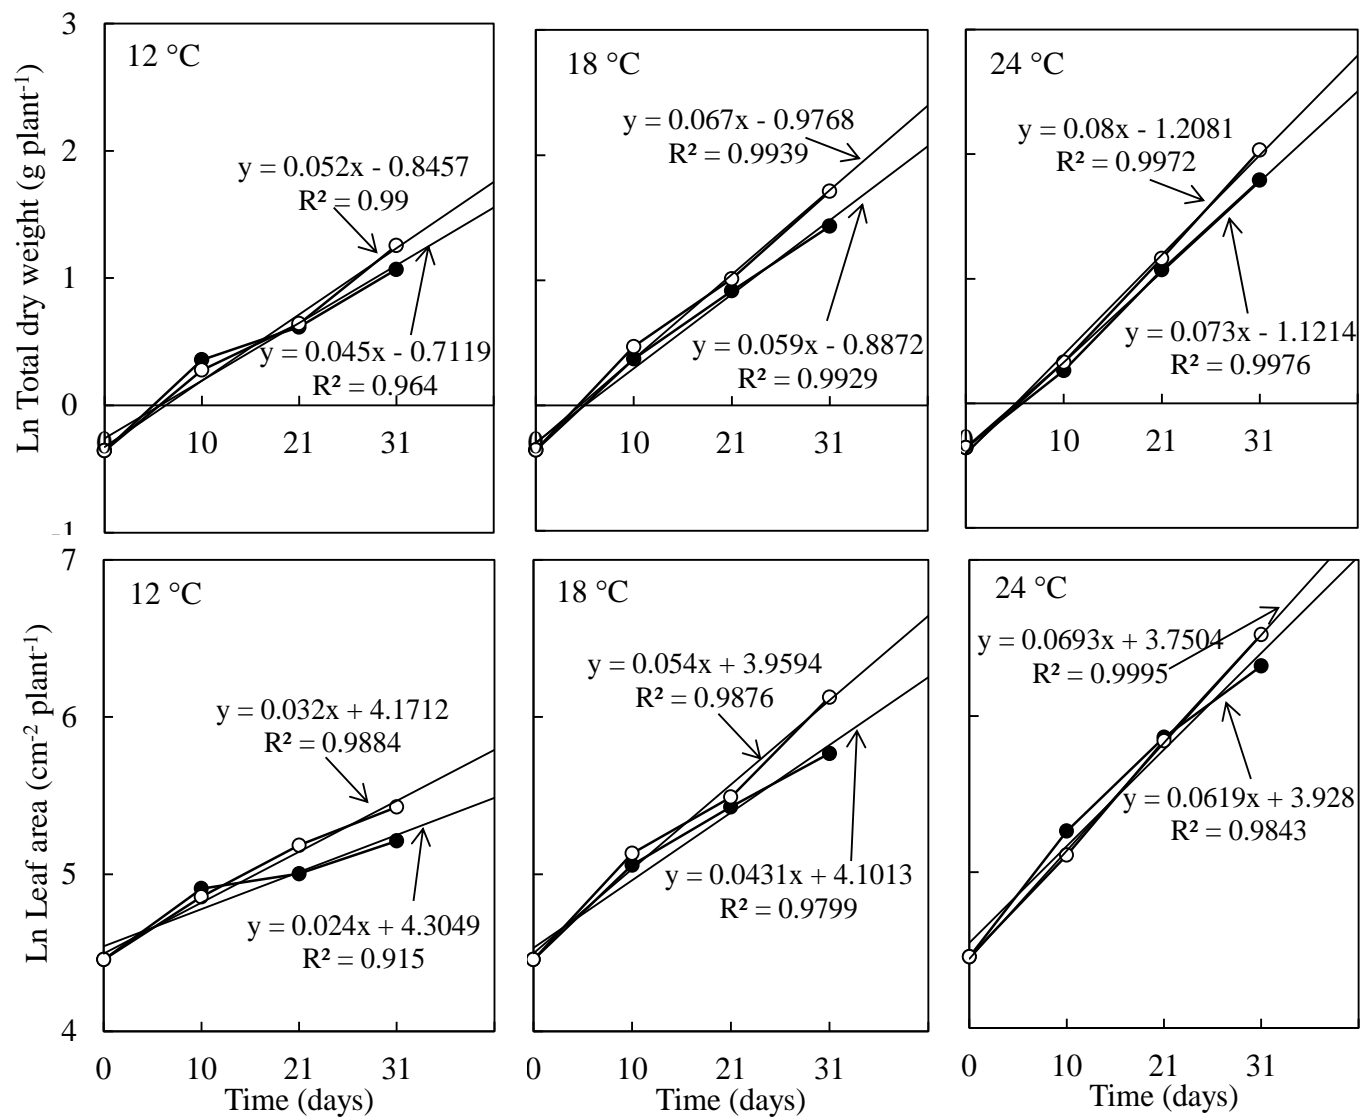 Ln Total dry weight (g plant⁻¹)
3
2
1
0
-1
12 °C
y = 0.052x - 0.8457
R² = 0.99
y = 0.045x - 0.7119
R² = 0.964
10 21 31
18 °C
y = 0.067x - 0.9768
R² = 0.9939
y = 0.059x - 0.8872
R² = 0.9929
10 21 31
24 °C
y = 0.08x - 1.2081
R² = 0.9972
y = 0.073x - 1.1214
R² = 0.9976
10 21 31
Ln Leaf area (cm⁻² plant⁻¹)
7
6
5
4
12 °C
y = 0.032x + 4.1712
R² = 0.9884
y = 0.024x + 4.3049
R² = 0.915
0 10 21 31
Time (days)
18 °C
y = 0.054x + 3.9594
R² = 0.9876
y = 0.0431x + 4.1013
R² = 0.9799
0 10 21 31
Time (days)
24 °C
y = 0.0693x + 3.7504
R² = 0.9995
y = 0.0619x + 3.928
R² = 0.9843
0 10 21 31
Time (days)